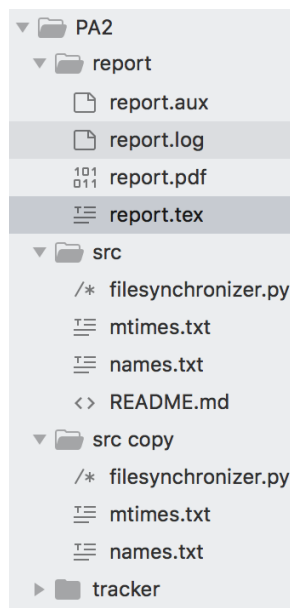 PA2
report
report.aux
report.log
101
011 report.pdf
report.tex
src
/* filesynchronizer.py
mtimes.txt
names.txt
<> README.md
src copy
/* filesynchronizer.py
mtimes.txt
names.txt
tracker